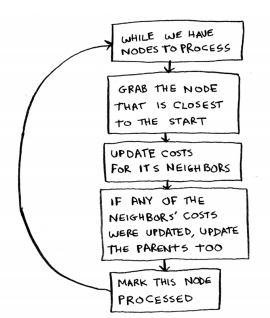 WHILE WE HAVE
NODES TO PROCESS
GRAB THE NODE
THAT IS CLOSEST
TO THE START
UPDATE COSTS
FOR ITS NEIGHBORS
IF ANY OF THE
NEIGHBORS' COSTS
WERE UPDATED, UPDATE
THE PARENTS TOO
MARK THIS NODE
PROCESSED